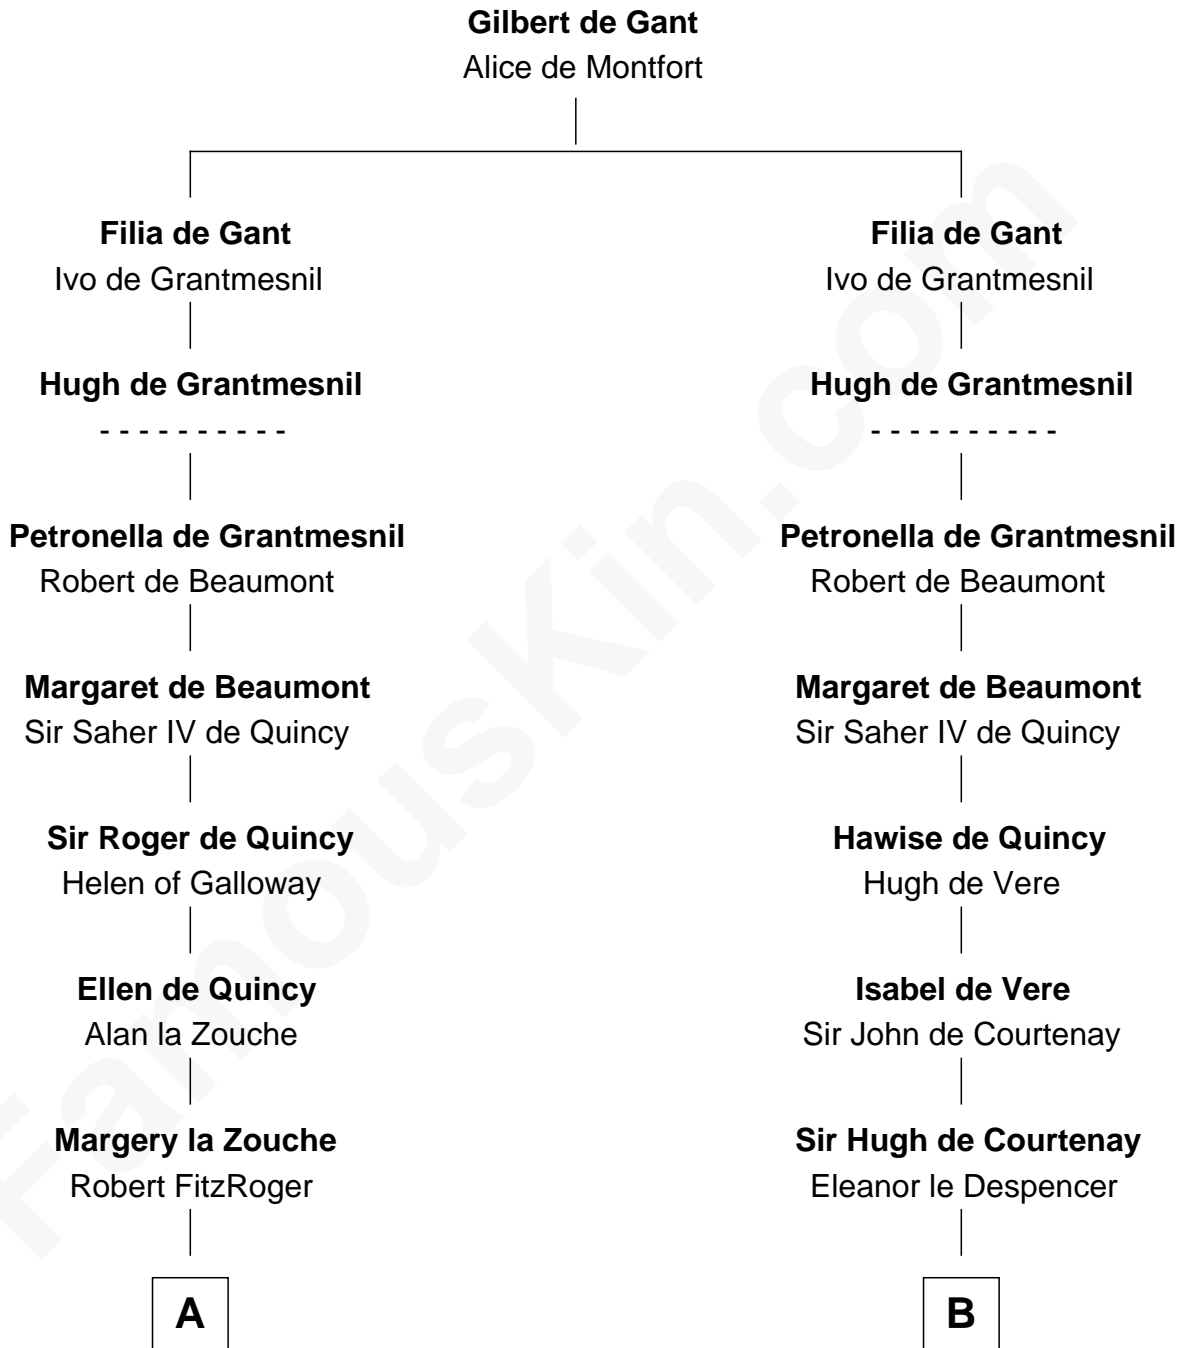 Gilbert de Gant
Alice de Montfort
Filia de Gant
Ivo de Grantmesnil
Hugh de Grantmesnil
- - - - - - - - - -
Petronella de Grantmesnil
Robert de Beaumont
Margaret de Beaumont
Sir Saher IV de Quincy
Sir Roger de Quincy
Helen of Galloway
Ellen de Quincy
Alan la Zouche
Margery la Zouche
Robert FitzRoger
A
Filia de Gant
Ivo de Grantmesnil
Hugh de Grantmesnil
- - - - - - - - - -
Petronella de Grantmesnil
Robert de Beaumont
Margaret de Beaumont
Sir Saher IV de Quincy
Hawise de Quincy
Hugh de Vere
Isabel de Vere
Sir John de Courtenay
Sir Hugh de Courtenay
Eleanor le Despencer
B
FamousKin.com